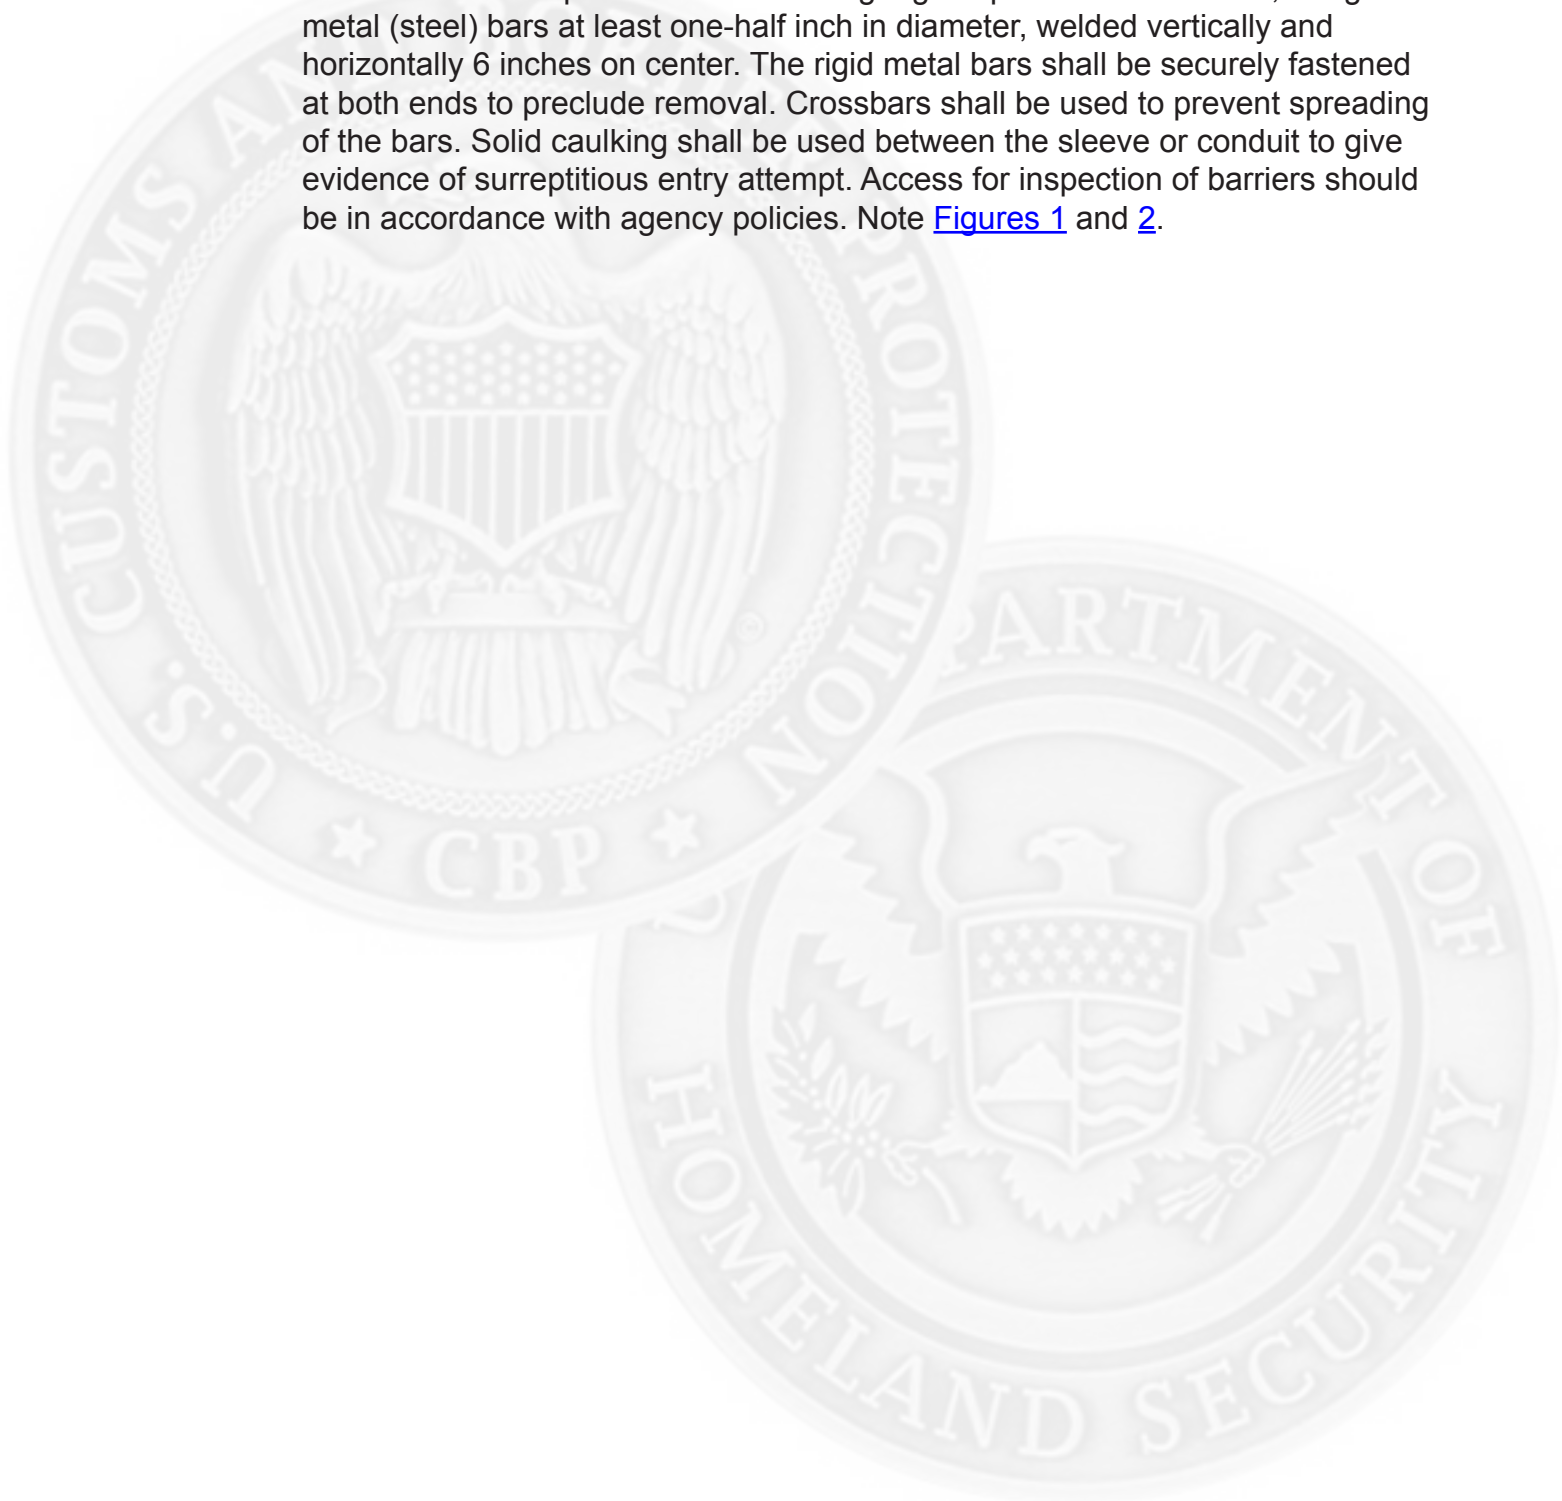 metal (steel) bars at least one-half inch in diameter, welded vertically and
horizontally 6 inches on center. The rigid metal bars shall be securely fastened
at both ends to preclude removal. Crossbars shall be used to prevent spreading
of the bars. Solid caulking shall be used between the sleeve or conduit to give
evidence of surreptitious entry attempt. Access for inspection of barriers should
be in accordance with agency policies. Note Figures 1 and 2.
U.S. CUSTOMS AND BORDER PROTECTION
CBP
DEPARTMENT OF
HOMELAND SECURITY